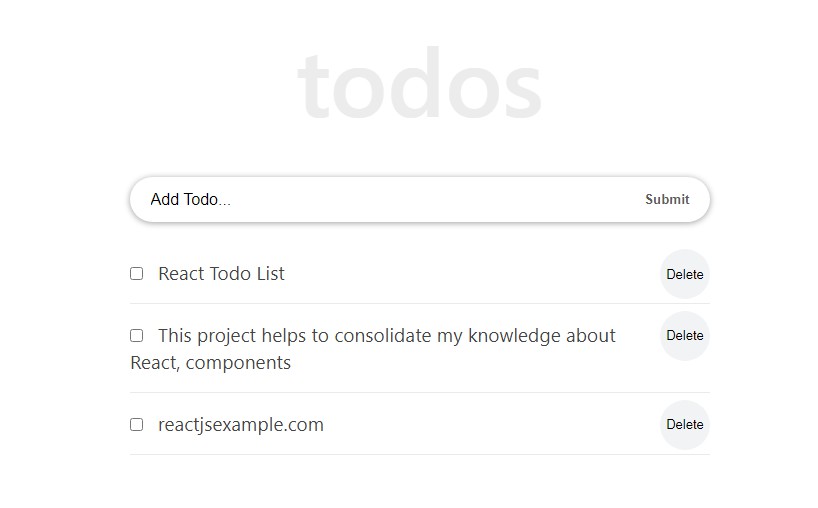 todos
Add Todo...
Submit
React Todo List
Delete
This project helps to consolidate my knowledge about
Delete
React, components
reactjsexample.com
Delete